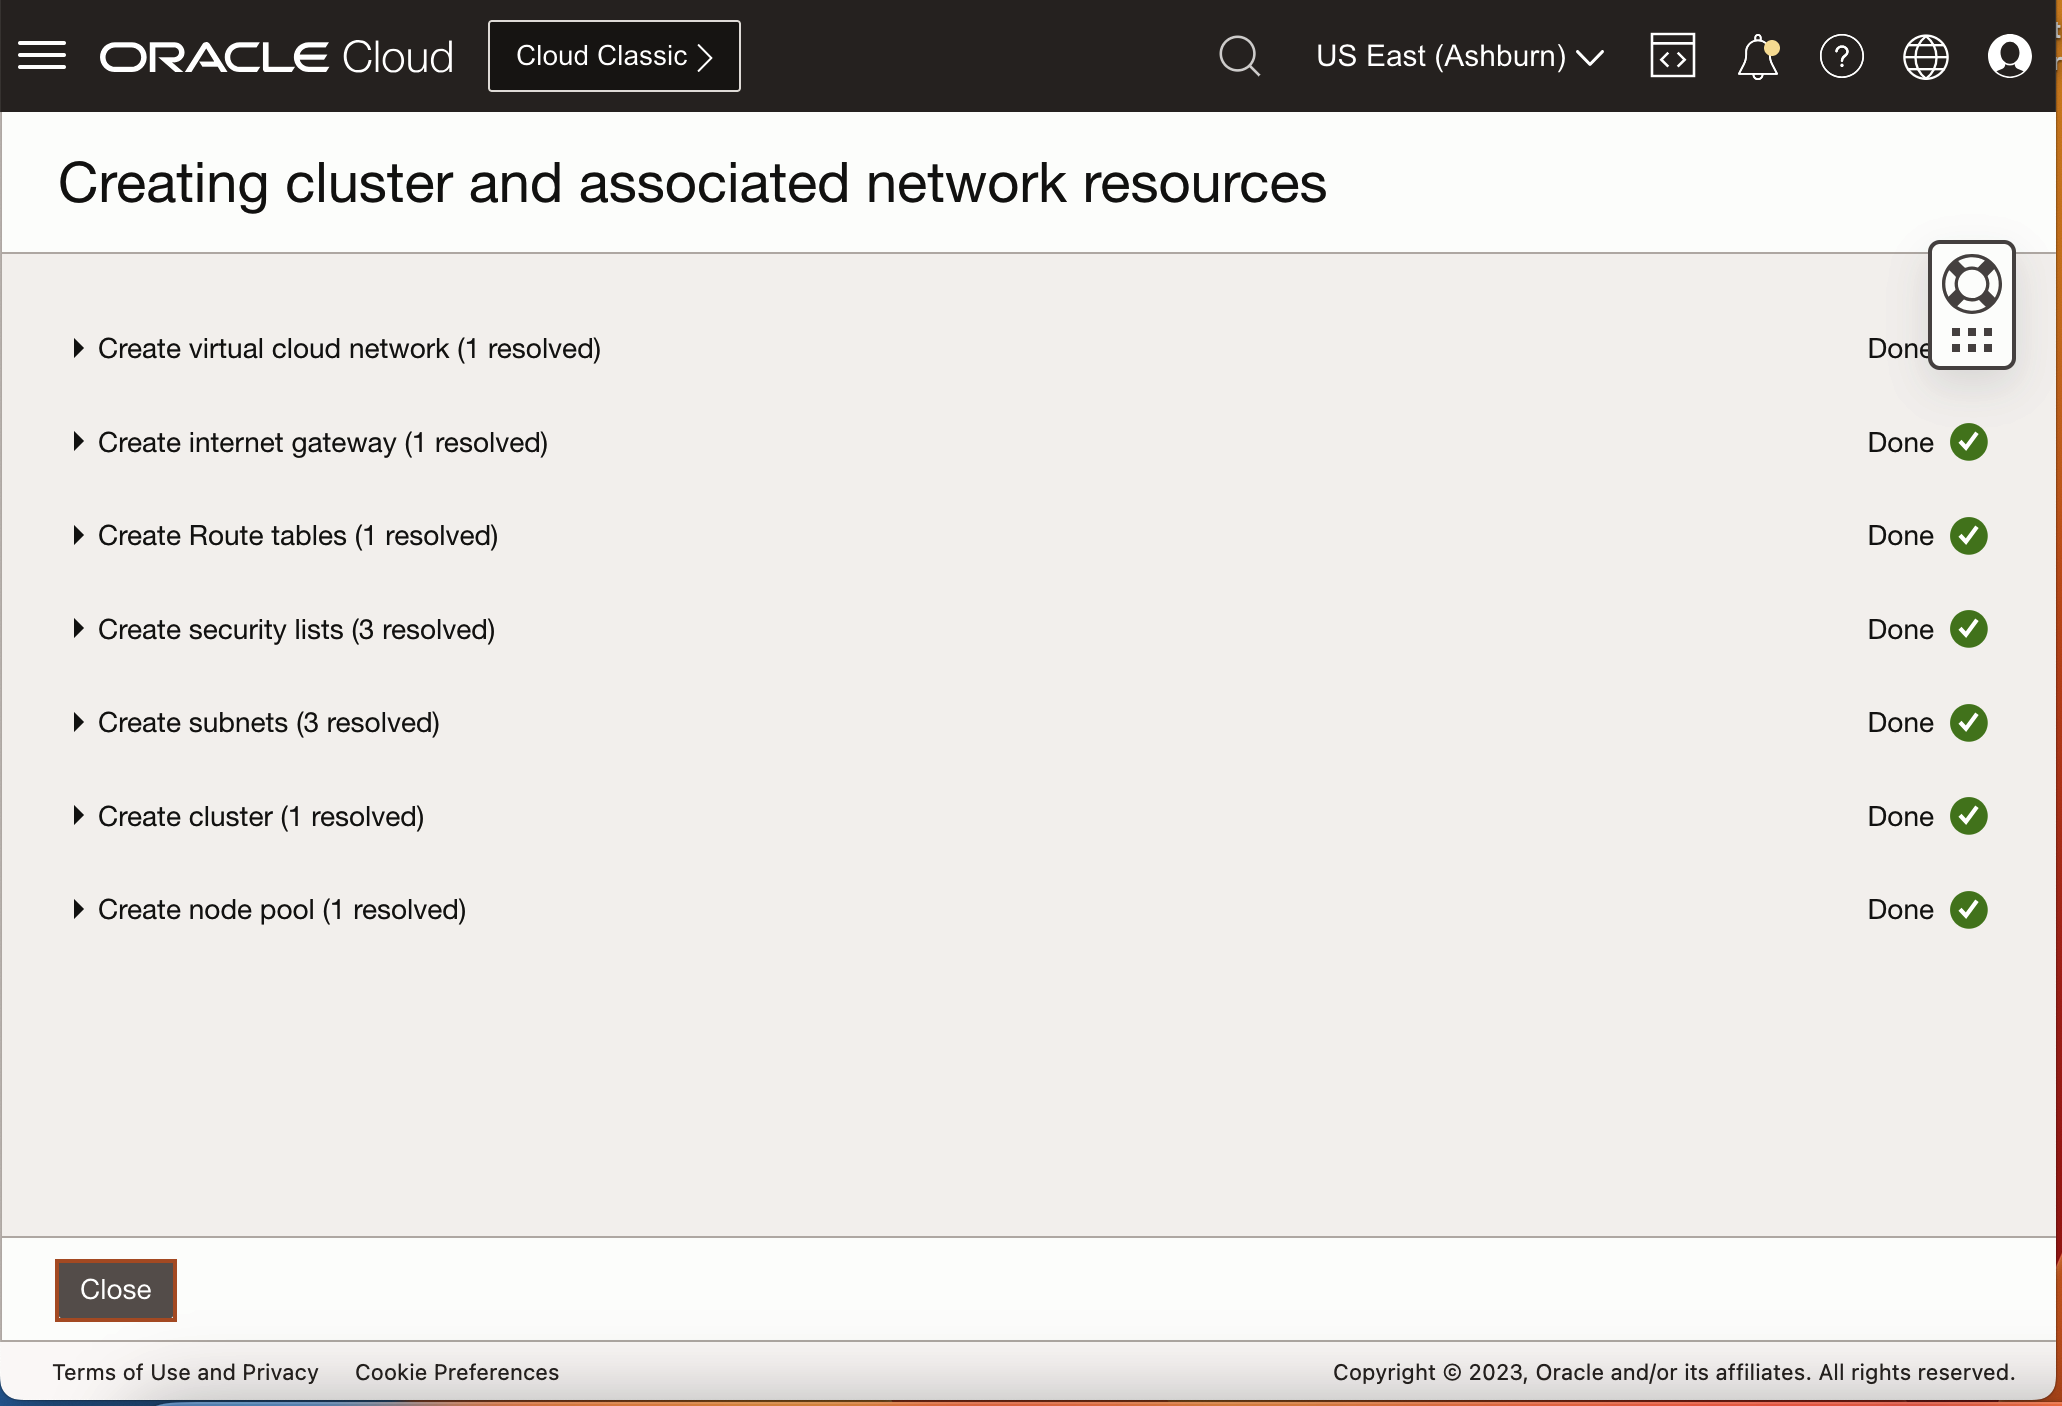 ORACLE Cloud
Cloud Classic
US East (Ashburn)
Creating cluster and associated network resources
Create virtual cloud network (1 resolved)
Done
Create internet gateway (1 resolved)
Done
Create Route tables (1 resolved)
Done
Create security lists (3 resolved)
Done
Create subnets (3 resolved)
Done
Create cluster (1 resolved)
Done
Create node pool (1 resolved)
Done
Close
Terms of Use and Privacy
Cookie Preferences
Copyright © 2023, Oracle and/or its affiliates. All rights reserved.